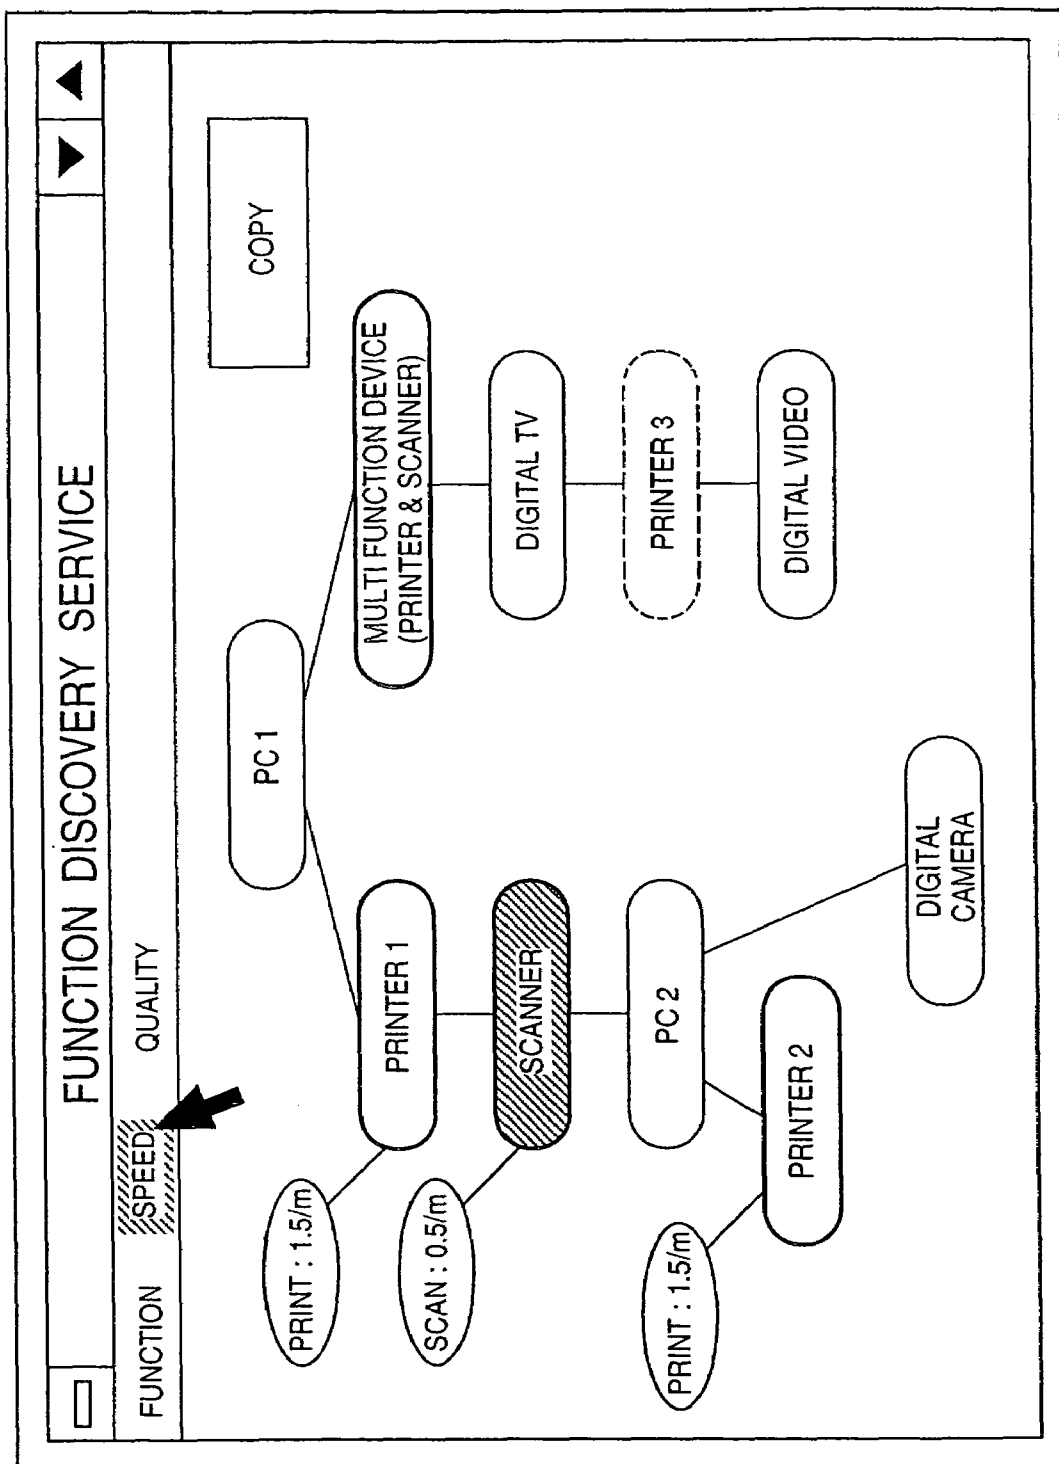 FUNCTION DISCOVERY SERVICE
FUNCTION SPEED QUALITY
COPY
PC 1
PRINT : 1.5/m
PRINTER 1
MULTI FUNCTION DEVICE
(PRINTER & SCANNER)
SCAN : 0.5/m
SCANNER
DIGITAL TV
PC 2
PRINTER 3
PRINT : 1.5/m
PRINTER 2
DIGITAL VIDEO
DIGITAL
CAMERA